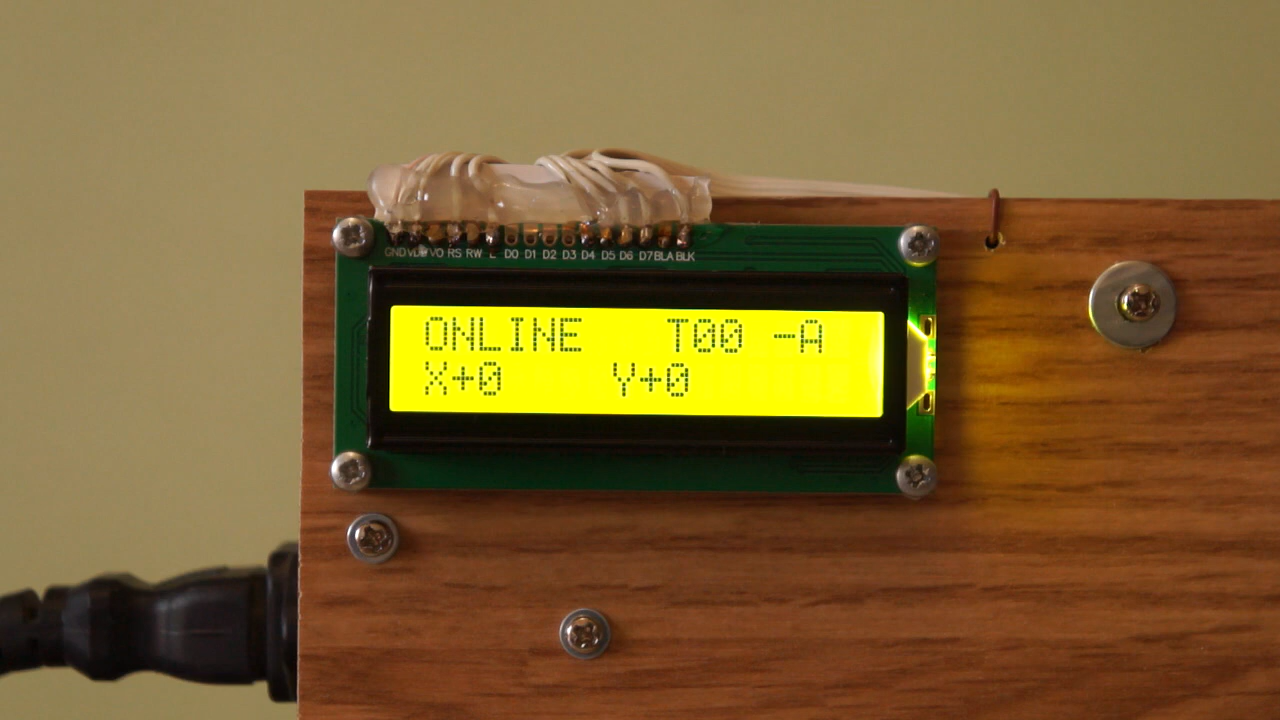 GND VDD VO RS RW E D0 D1 D2 D3 D4 D5 D6 D7 BLA BLK
ONLINE T00 -A
X+0 Y+0